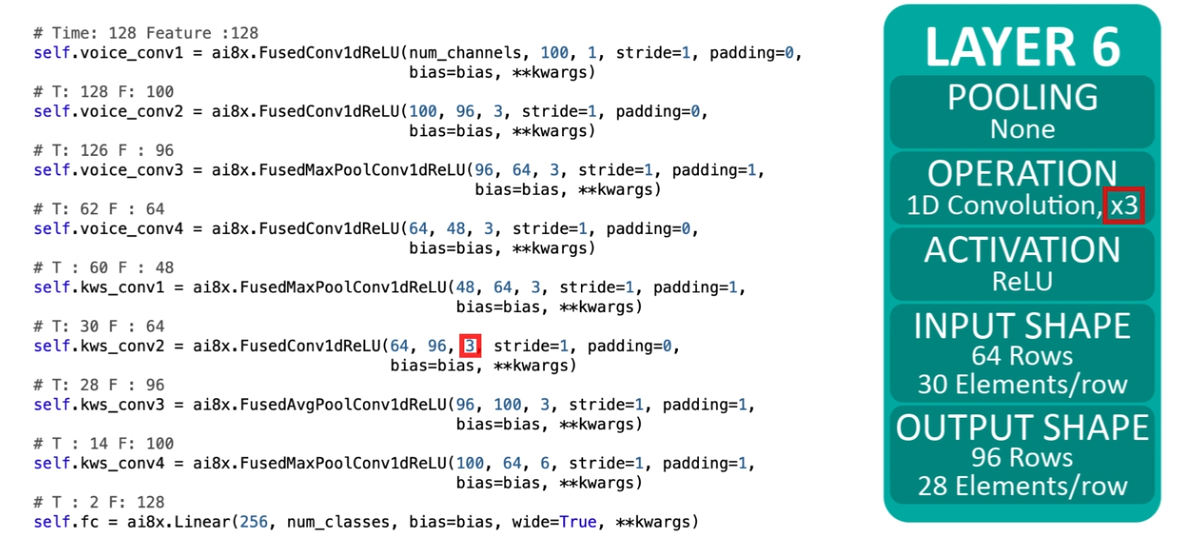 # Time: 128 Feature :128
self.voice_conv1 = ai8x.FusedConv1dReLU(num_channels, 100, 1, stride=1, padding=0,
bias=bias, **kwargs)
# T: 128 F: 100
self.voice_conv2 = ai8x.FusedConv1dReLU(100, 96, 3, stride=1, padding=0,
bias=bias, **kwargs)
# T: 126 F : 96
self.voice_conv3 = ai8x.FusedMaxPoolConv1dReLU(96, 64, 3, stride=1, padding=1,
bias=bias, **kwargs)
# T: 62 F : 64
self.voice_conv4 = ai8x.FusedConv1dReLU(64, 48, 3, stride=1, padding=0,
bias=bias, **kwargs)
# T : 60 F : 48
self.kws_conv1 = ai8x.FusedMaxPoolConv1dReLU(48, 64, 3, stride=1, padding=1,
bias=bias, **kwargs)
# T: 30 F : 64
self.kws_conv2 = ai8x.FusedConv1dReLU(64, 96, 3, stride=1, padding=0,
bias=bias, **kwargs)
# T: 28 F : 96
self.kws_conv3 = ai8x.FusedAvgPoolConv1dReLU(96, 100, 3, stride=1, padding=1,
bias=bias, **kwargs)
# T : 14 F: 100
self.kws_conv4 = ai8x.FusedMaxPoolConv1dReLU(100, 64, 6, stride=1, padding=1,
bias=bias, **kwargs)
# T : 2 F: 128
self.fc = ai8x.Linear(256, num_classes, bias=bias, wide=True, **kwargs)
LAYER 6
POOLING
None
OPERATION
1D Convolution, x3
ACTIVATION
ReLU
INPUT SHAPE
64 Rows
30 Elements/row
OUTPUT SHAPE
96 Rows
28 Elements/row